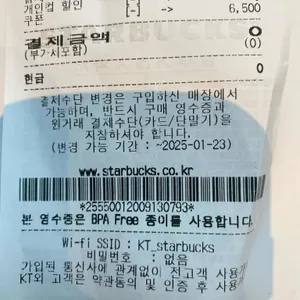 개인컵 할인
쿠폰 [-] -> 6,500
결제금액 0
(부가세포함) (0)
현금 0
결제수단 변경은 구입하신 매장에서
가능하며, 반드시 구매 영수증과
원거래 결제수단(카드/단말기)을
지참하셔야 합니다.
(변경 가능 기간 : ~2025-01-23)
www.starbucks.co.kr
*2555001200913079​3*
본 영수증은 BPA Free 종이를 사용합니다.
Wi-fi SSID : KT_starbucks
비밀번호 : 없음
가입된 통신사에 관계없이 전고객 사용
KT외 고객은 약관동의 및 인증 후 사용